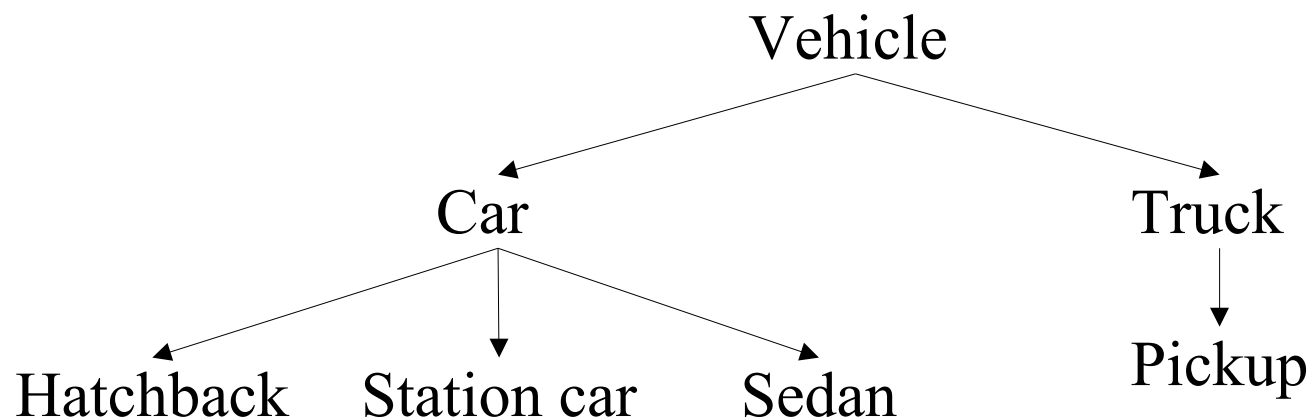 Vehicle
Car
Truck
Hatchback
Station car
Sedan
Pickup